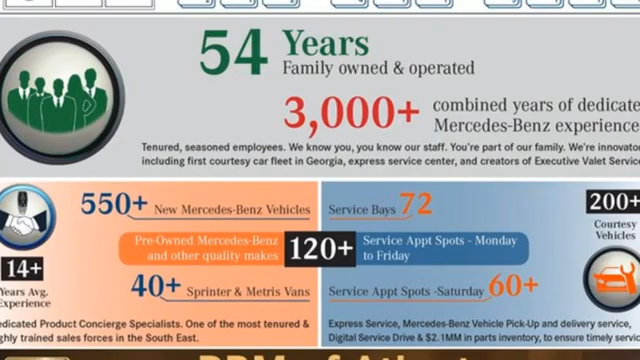 54 Years
Family owned & operated
3,000+ combined years of dedicate
Mercedes-Benz experience
Tenured, seasoned employees. We know you, you know our staff. You're part of our family. We're innovator
including first courtesy car fleet in Georgia, express service center, and creators of Executive Valet Service
550+ New Mercedes-Benz Vehicles
Pre-Owned Mercedes-Benz
and other quality makes
120+
40+ Sprinter & Metris Vans
14+
Years Avg.
Experience
edicated Product Concierge Specialists. One of the most tenured &
ghly trained sales forces in the South East.
Service Bays 72
Service Appt Spots - Monday
to Friday
Service Appt Spots -Saturday 60+
200+
Courtesy
Vehicles
Express Service, Mercedes-Benz Vehicle Pick-Up and delivery service,
Digital Service Drive & $2.1MM in parts inventory, to ensure timely servic